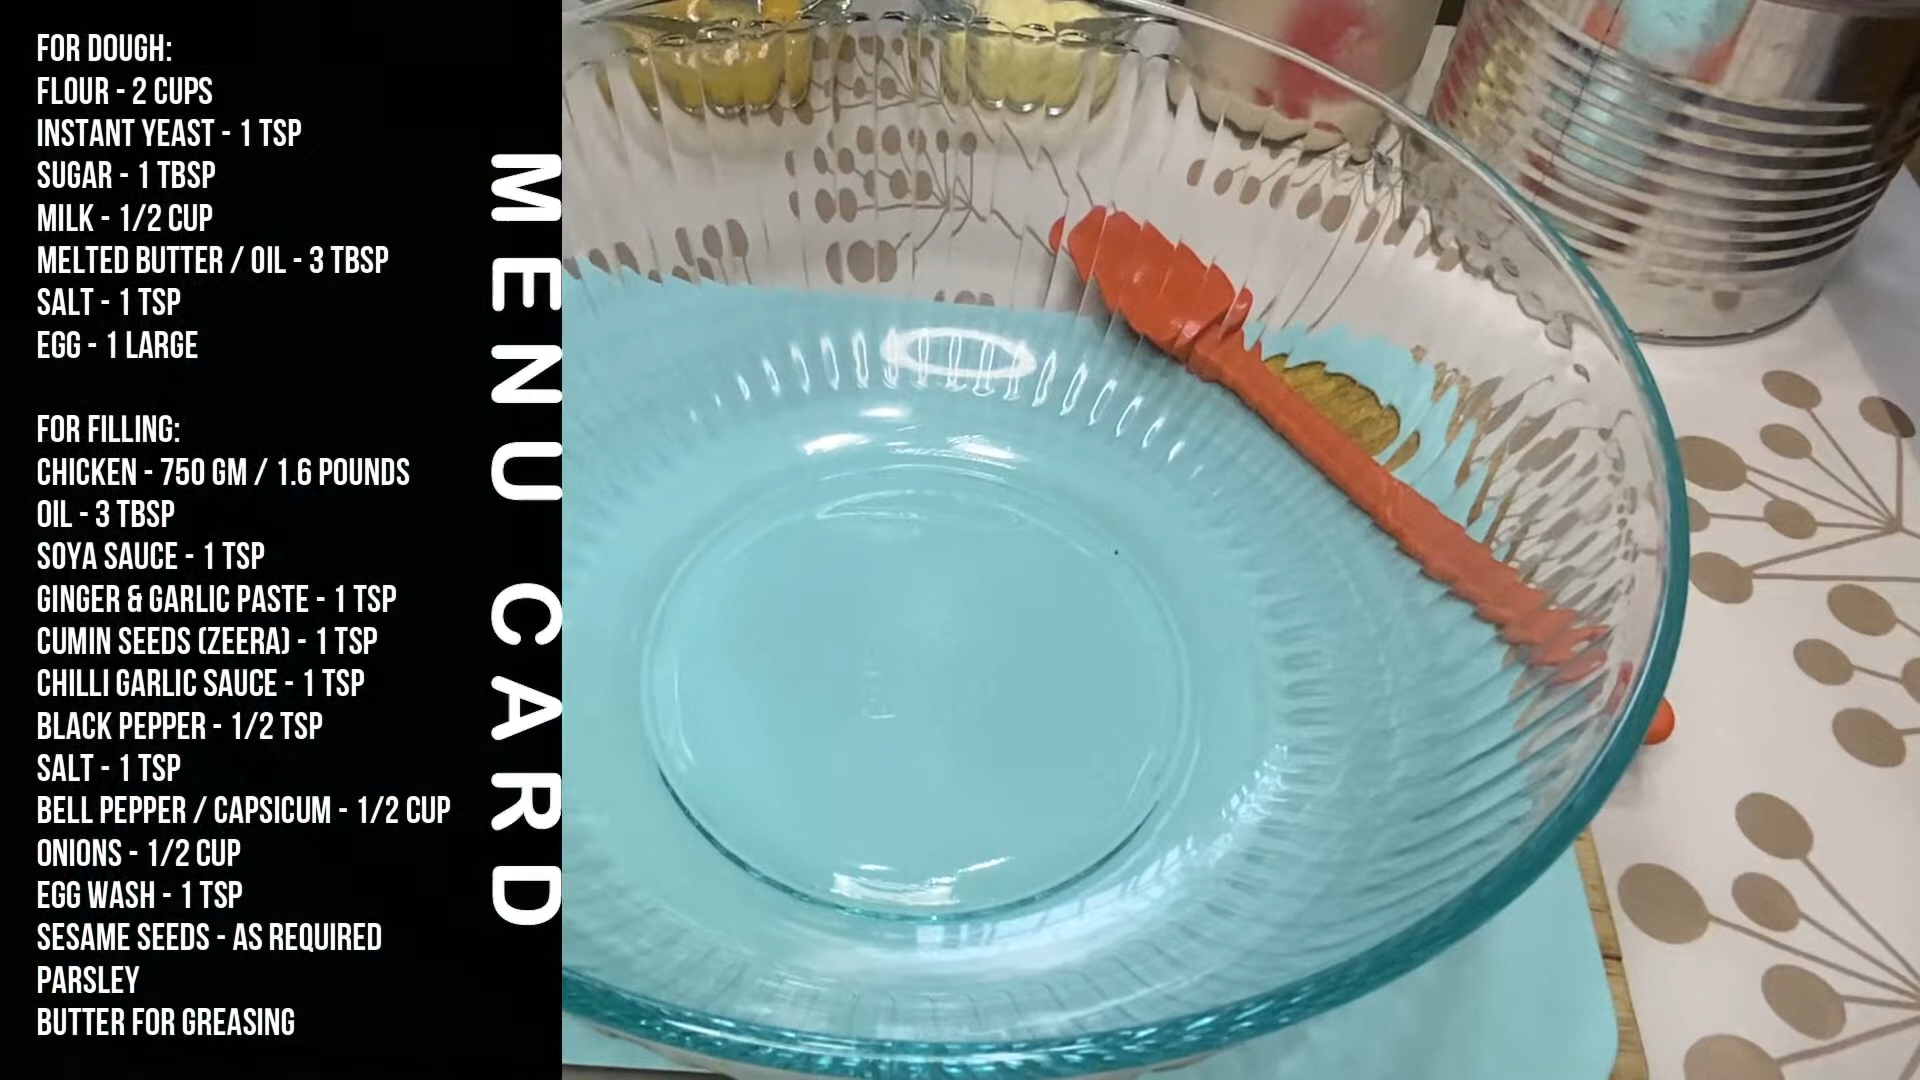 FOR DOUGH:
FLOUR - 2 CUPS
INSTANT YEAST - 1 TSP
SUGAR - 1 TBSP
MILK - 1/2 CUP
MELTED BUTTER / OIL - 3 TBSP
SALT - 1 TSP
EGG - 1 LARGE
FOR FILLING:
CHICKEN - 750 GM / 1.6 POUNDS
OIL - 3 TBSP
SOYA SAUCE - 1 TSP
GINGER & GARLIC PASTE - 1 TSP
CUMIN SEEDS (ZEERA) - 1 TSP
CHILLI GARLIC SAUCE - 1 TSP
BLACK PEPPER - 1/2 TSP
SALT - 1 TSP
BELL PEPPER / CAPSICUM - 1/2 CUP
ONIONS - 1/2 CUP
EGG WASH - 1 TSP
SESAME SEEDS - AS REQUIRED
PARSLEY
BUTTER FOR GREASING
MENU CARD